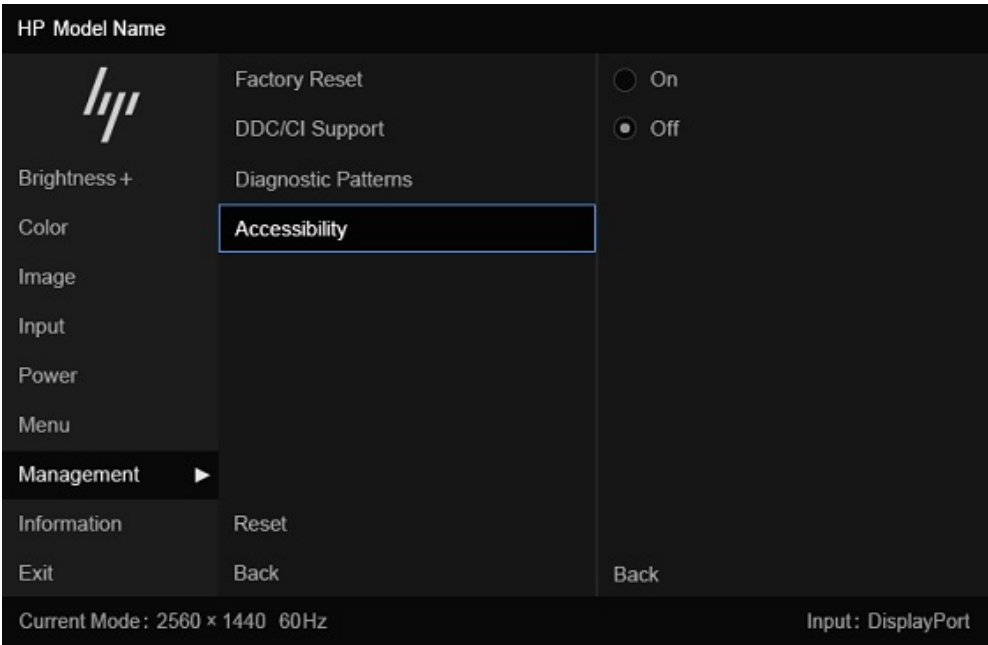 HP Model Name
hp
Brightness+
Color
Image
Input
Power
Menu
Management ▶
Information
Exit
Factory Reset
DDC/CI Support
Diagnostic Patterns
Accessibility
Reset
Back
On
Off
Back
Current Mode: 2560 × 1440 60Hz
Input: DisplayPort